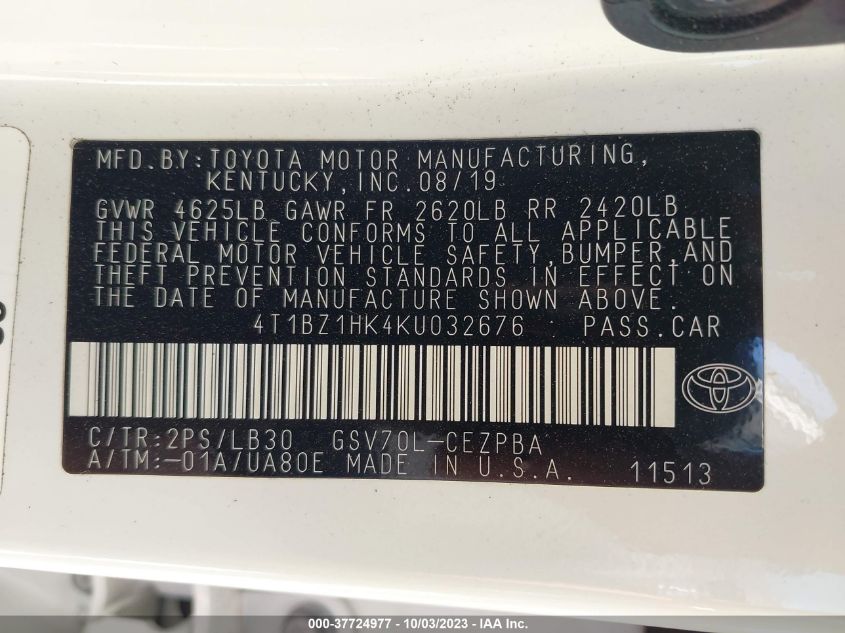 MFD.BY:TOYOTA MOTOR MANUFACTURING,
KENTUCKY,INC.08/19
GVWR 4625LB GAWR FR 2620LB RR 2420LB
THIS VEHICLE CONFORMS TO ALL APPLICABLE
FEDERAL MOTOR VEHICLE SAFETY,BUMPER,AND
THEFT PREVENTION STANDARDS IN EFFECT ON
THE DATE OF MANUFACTURE SHOWN ABOVE.
4T1BZ1HK4KU032676 PASS.CAR
C/TR:2PS/LB30 GSV70L-CEZPBA
A/TM:-01A/UA80E MADE IN U.S.A. 11513
000-37724977 - 10/03/2023 - IAA Inc.